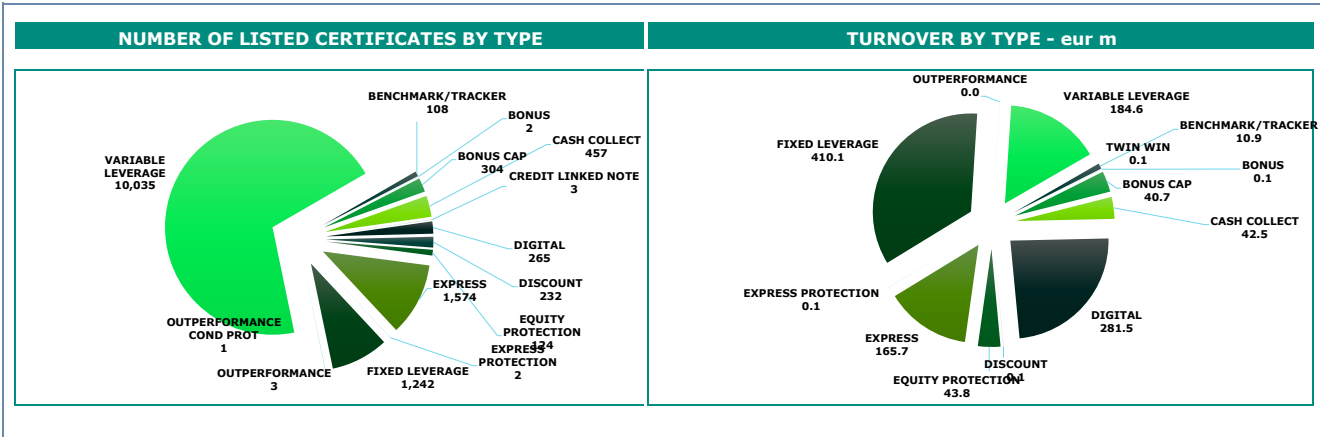 NUMBER OF LISTED CERTIFICATES BY TYPE
BENCHMARK/TRACKER
108
BONUS
2
CASH COLLECT
457
BONUS CAP
304
CREDIT LINKED NOTE
3
VARIABLE
LEVERAGE
10,035
DIGITAL
265
EXPRESS
1,574
DISCOUNT
232
EQUITY
PROTECTION
124
OUTPERFORMANCE
COND PROT
1
EXPRESS
PROTECTION
2
OUTPERFORMANCE
3
FIXED LEVERAGE
1,242
TURNOVER BY TYPE - eur m
OUTPERFORMANCE
0.0
VARIABLE LEVERAGE
184.6
BENCHMARK/TRACKER
10.9
FIXED LEVERAGE
410.1
TWIN WIN
0.1
BONUS
0.1
BONUS CAP
40.7
CASH COLLECT
42.5
EXPRESS PROTECTION
0.1
DIGITAL
281.5
EXPRESS
165.7
DISCOUNT
0.1
EQUITY PROTECTION
43.8